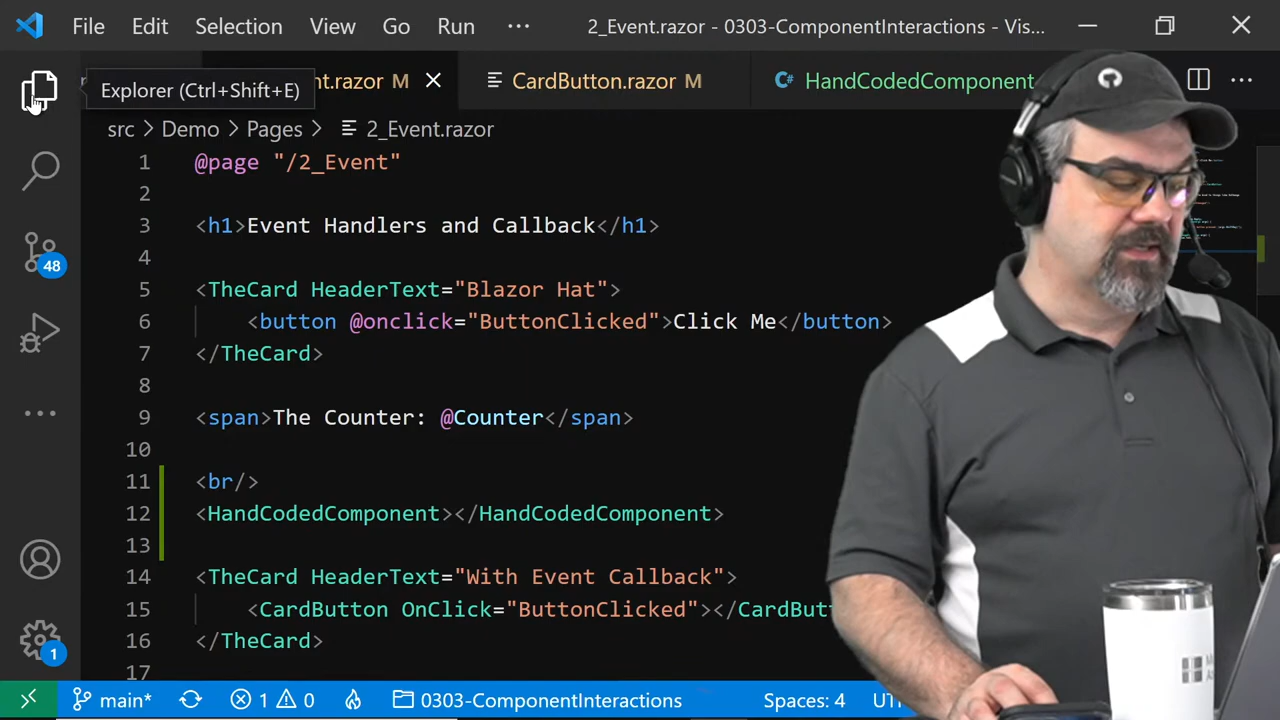 File Edit Selection View Go Run ··· 2_Event.razor - 0303-ComponentInteractions - Vis...
Explorer (Ctrl+Shift+E)
nt.razor M
CardButton.razor M
C# HandCodedComponent
src > Demo > Pages > 2_Event.razor
1 @page "/2_Event"
2
3 <h1>Event Handlers and Callback</h1>
4
5 <TheCard HeaderText="Blazor Hat">
6 <button @onclick="ButtonClicked">Click Me</button>
7 </TheCard>
8
9 <span>The Counter: @Counter</span>
10
11 <br/>
12 <HandCodedComponent></HandCodedComponent>
13
14 <TheCard HeaderText="With Event Callback">
15 <CardButton OnClick="ButtonClicked"></CardButt
16 </TheCard>
17
48
1
main* 1 0 0303-ComponentInteractions Spaces: 4 UT